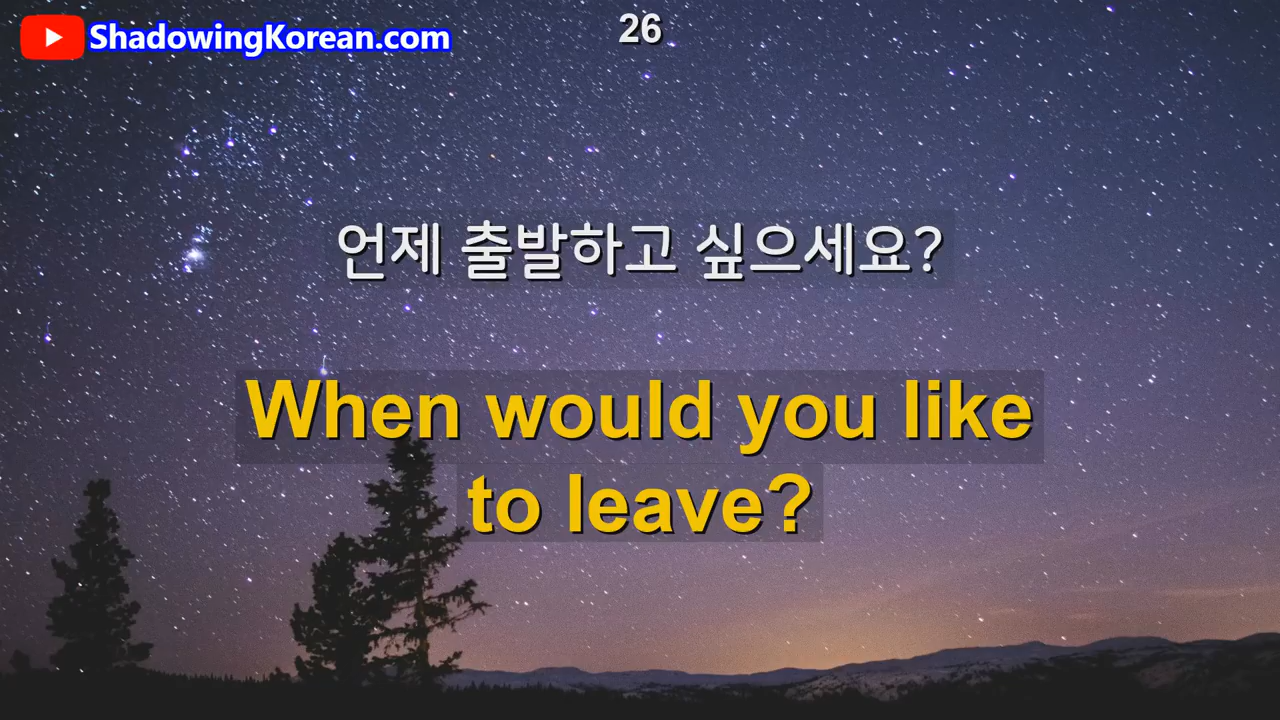 ShadowingKorean.com
26
언제 출발하고 싶으세요?
When would you like
to leave?